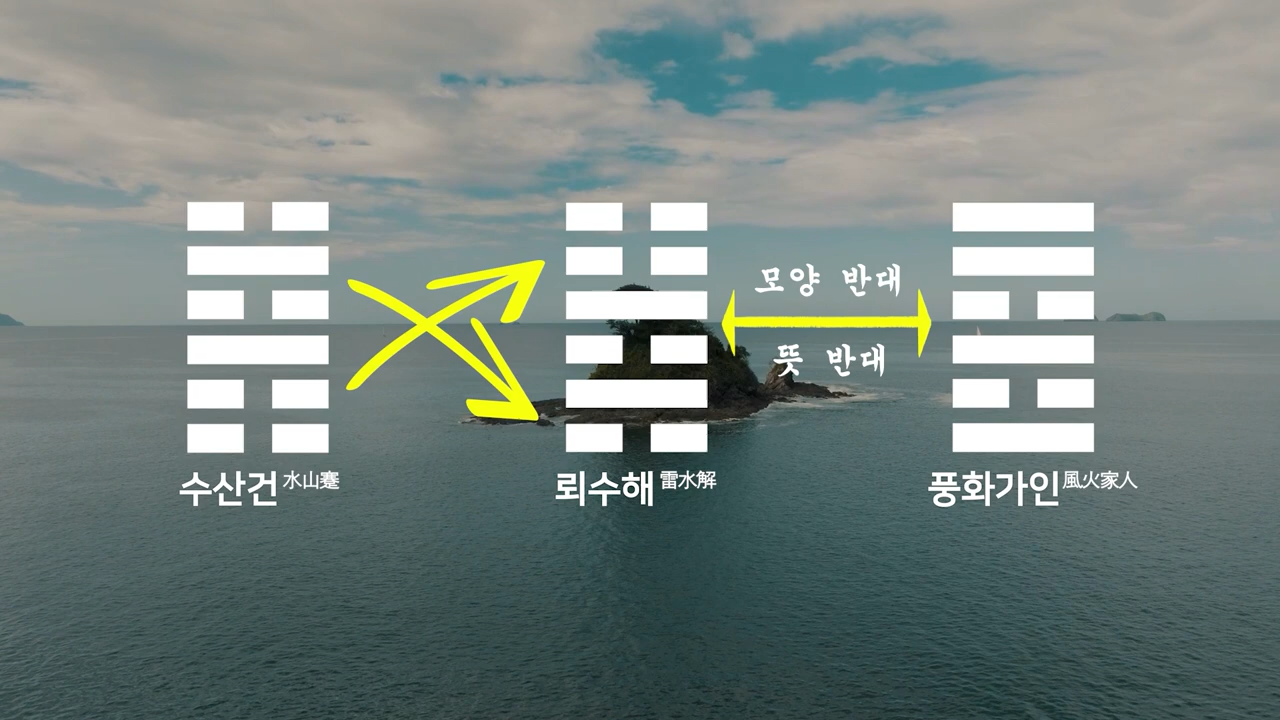 모양 반대
뜻 반대
수산건 水山蹇
뢰수해 雷水解
풍화가인 風火家人